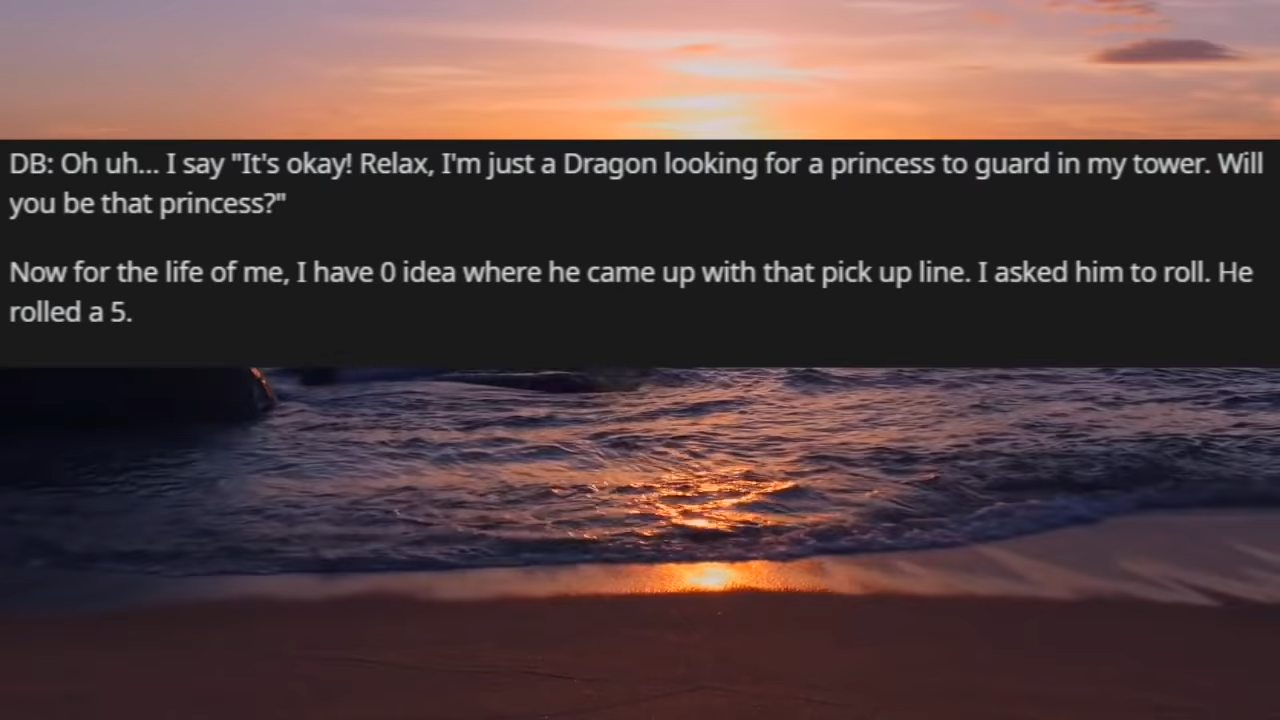 DB: Oh uh... I say "It's okay! Relax, I'm just a Dragon looking for a princess to guard in my tower. Will
you be that princess?"
Now for the life of me, I have 0 idea where he came up with that pick up line. I asked him to roll. He
rolled a 5.